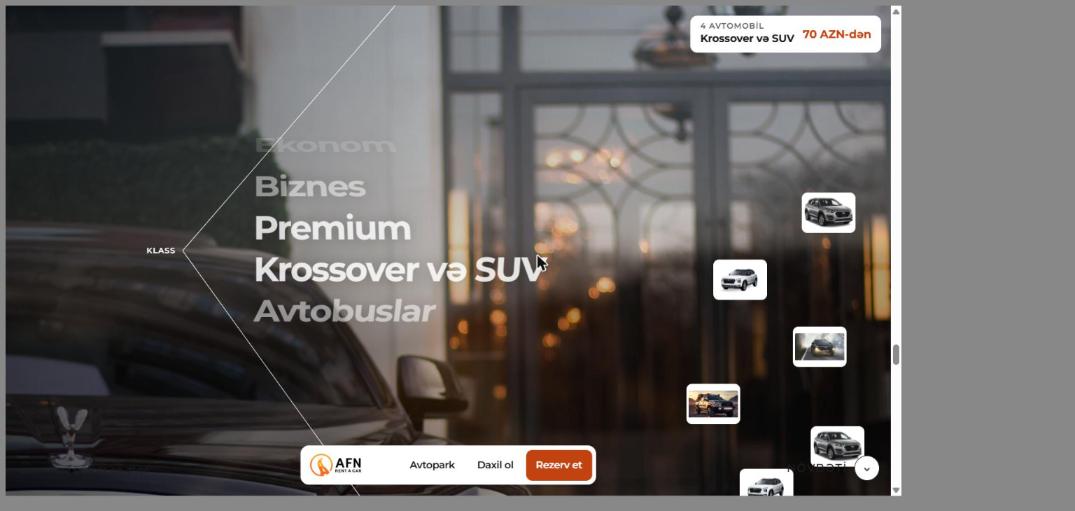 4 AVTOMOBİL
Krossover və SUV 70 AZN-dən
Ekonom
Biznes
Premium
KLASS
Krossover və SUV
Avtobuslar
AFN
RENT A CAR
Avtopark
Daxil ol
Rezerv et